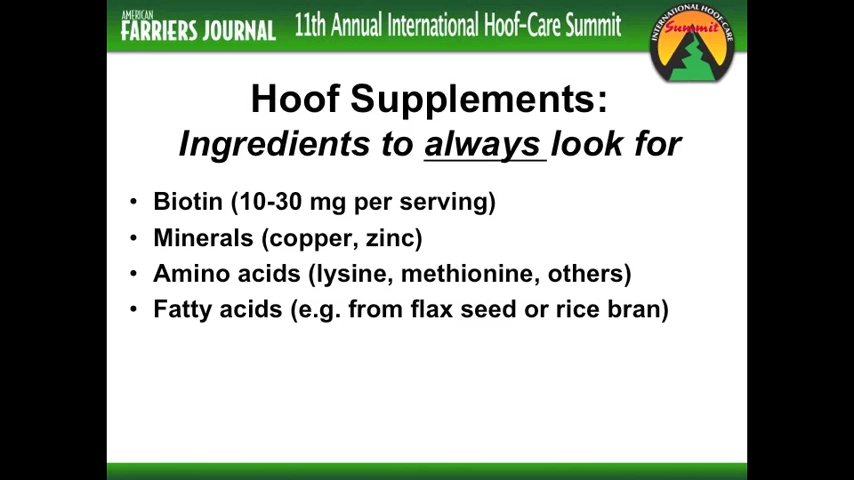 AMERICAN
FARRIERS JOURNAL
11th Annual International Hoof-Care Summit
INTERNATIONAL HOOF-CARE
Summit
Hoof Supplements:
Ingredients to always look for
• Biotin (10-30 mg per serving)
• Minerals (copper, zinc)
• Amino acids (lysine, methionine, others)
• Fatty acids (e.g. from flax seed or rice bran)